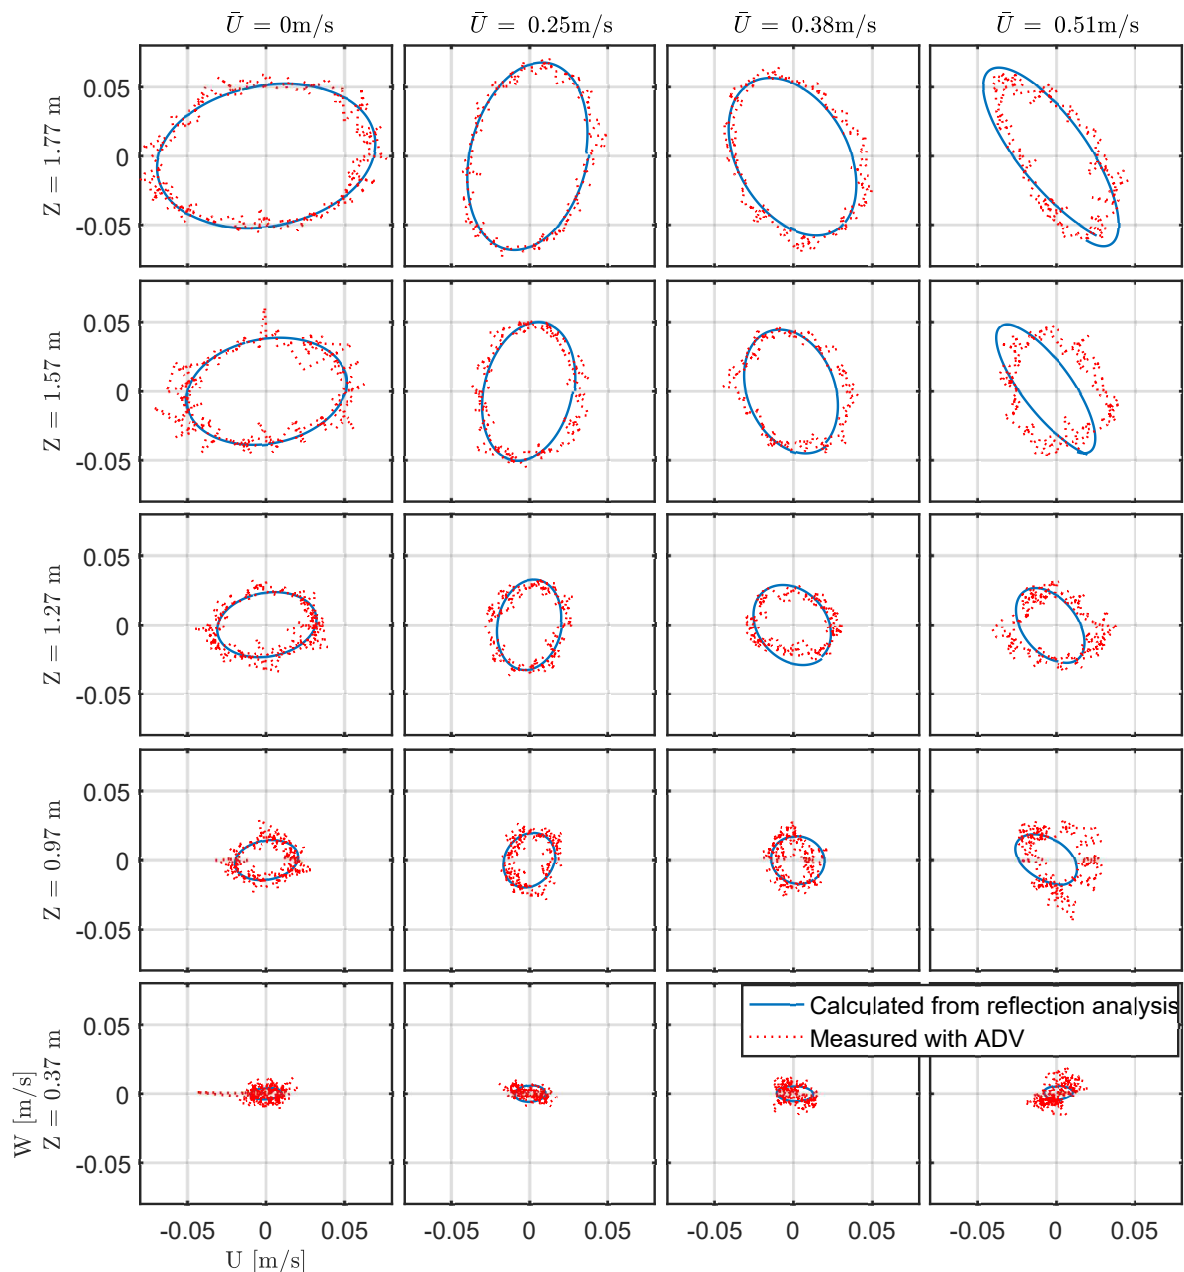 Ū = 0m/s
Ū = 0.25m/s
Ū = 0.38m/s
Ū = 0.51m/s
Z = 1.77 m
0.05
0
-0.05
Z = 1.57 m
0.05
0
-0.05
Z = 1.27 m
0.05
0
-0.05
Z = 0.97 m
0.05
0
-0.05
Calculated from reflection analysis
Measured with ADV
W [m/s]
Z = 0.37 m
0.05
0
-0.05
-0.05 0 0.05
-0.05 0 0.05
-0.05 0 0.05
-0.05 0 0.05
U [m/s]